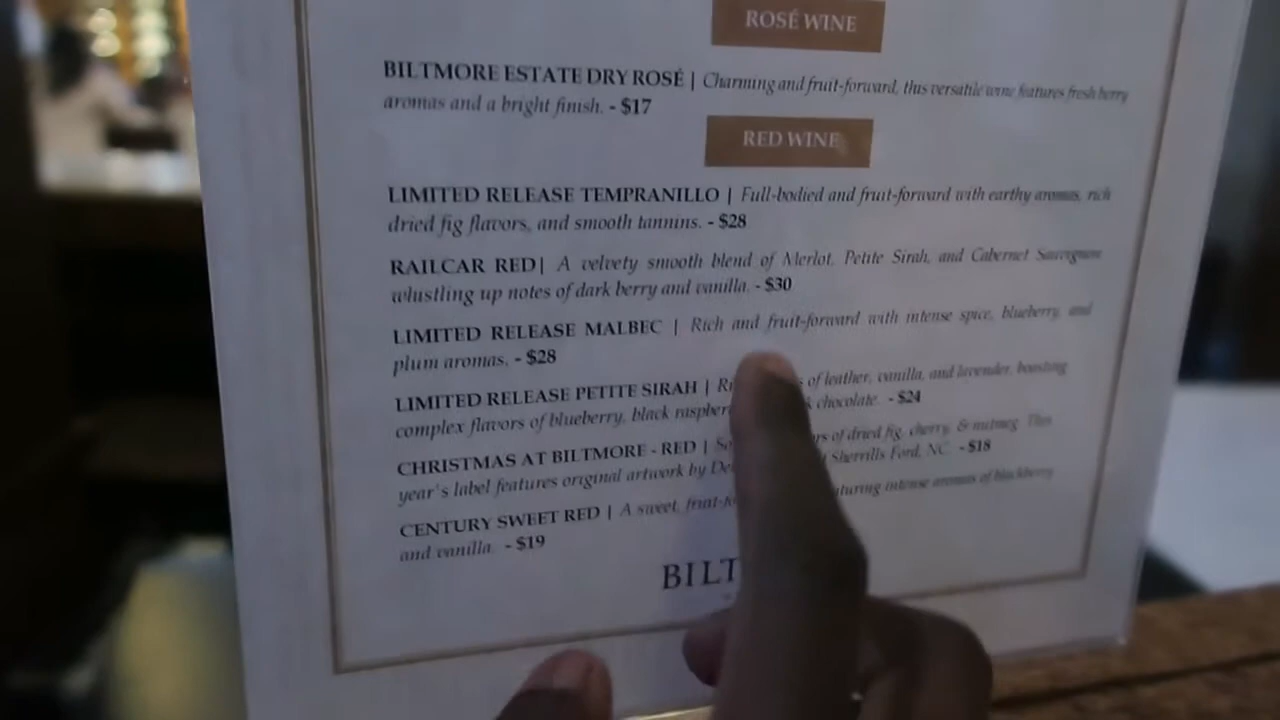 ROSÉ WINE
BILTMORE ESTATE DRY ROSÉ | Charming and fruit-forward, this versatile wine features fresh berry
aromas and a bright finish. - $17
RED WINE
LIMITED RELEASE TEMPRANILLO | Full-bodied and fruit-forward with earthy aromas, rich
dried fig flavors, and smooth tannins. - $28
RAILCAR RED| A velvety smooth blend of Merlot, Petite Sirah, and Cabernet Sauvignon
whistling up notes of dark berry and vanilla. - $30
LIMITED RELEASE MALBEC | Rich and fruit-forward with intense spice, blueberry, and
plum aromas. - $28
LIMITED RELEASE PETITE SIRAH | of leather, vanilla, and lavender, boasting
complex flavors of blueberry, black chocolate. - $24
CHRISTMAS AT BILTMORE - RED | of dried fig, cherry, & nutmeg. This
year's label features original artwork by Sherrills Ford, NC. - $18
CENTURY SWEET RED | A sweet, intense aromas of blackberry
and vanilla. - $19
BILT